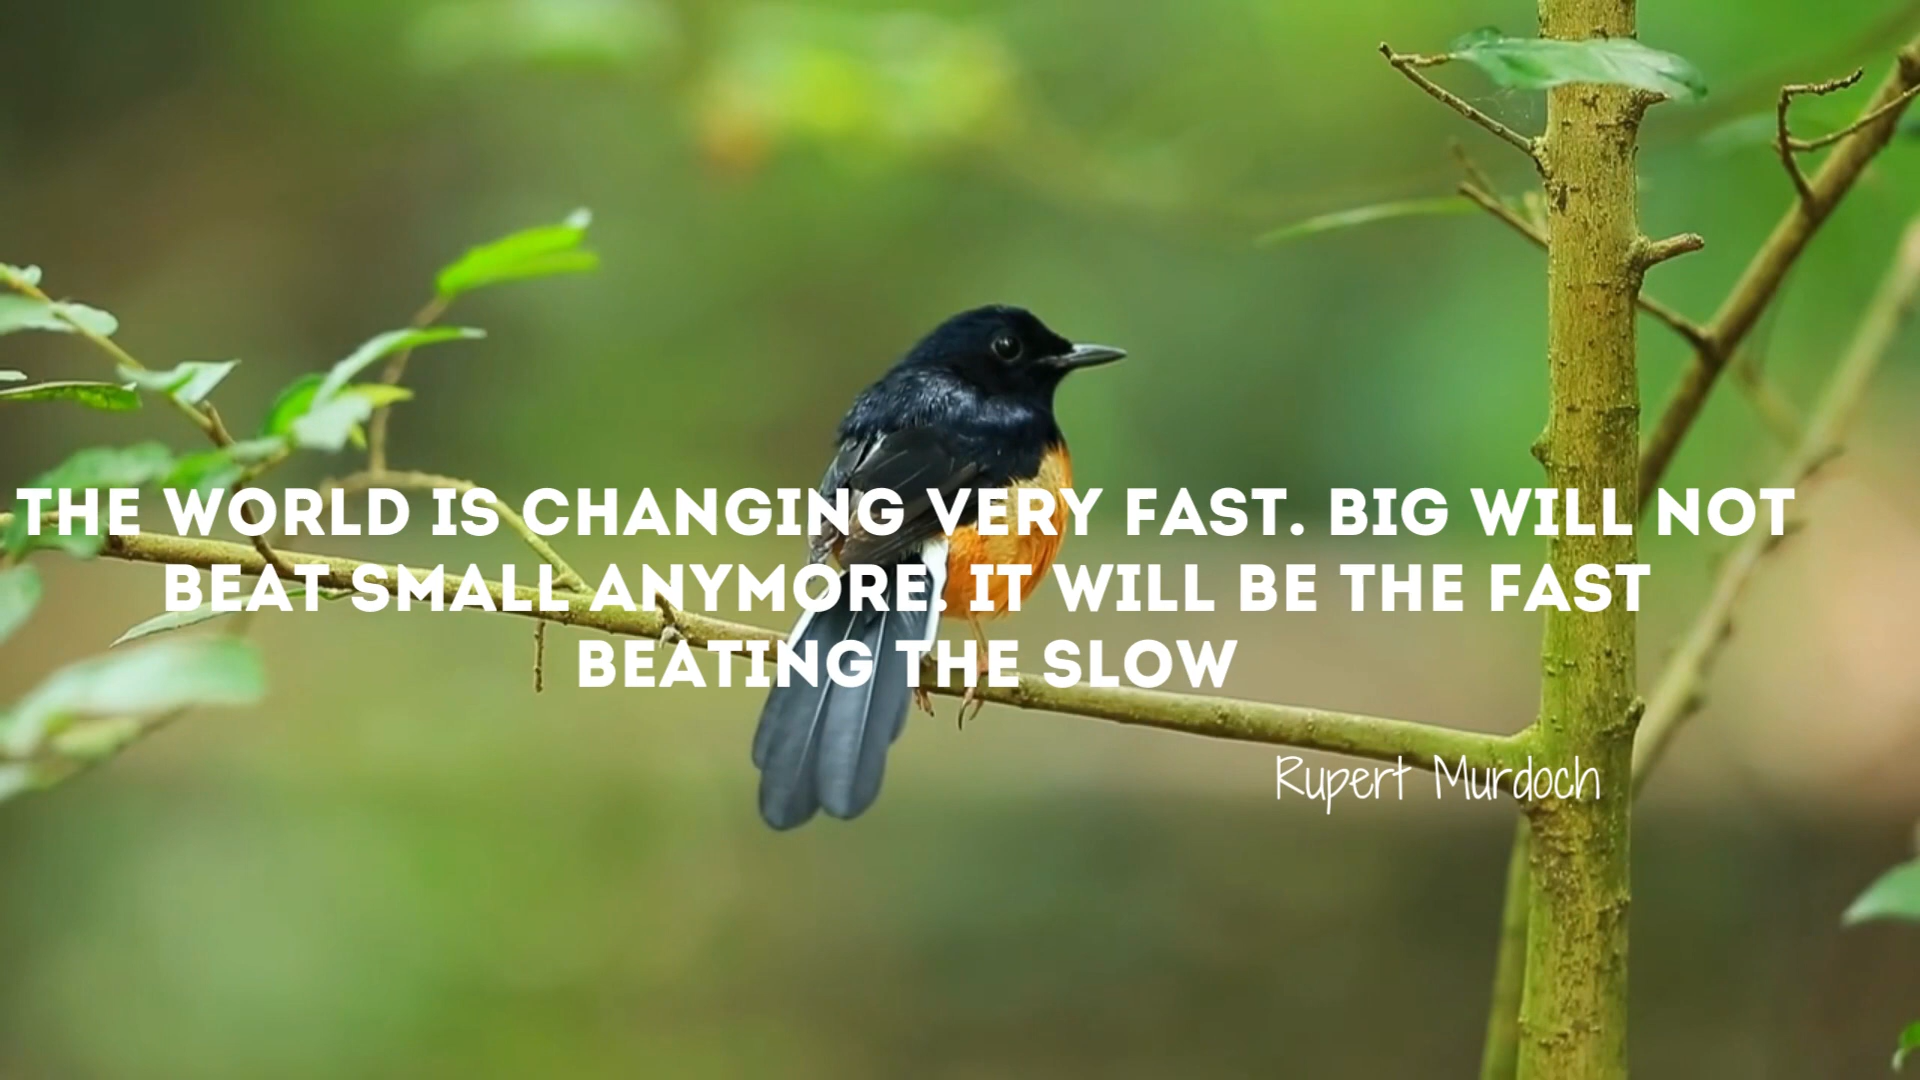 THE WORLD IS CHANGING VERY FAST. BIG WILL NOT
BEAT SMALL ANYMORE. IT WILL BE THE FAST
BEATING THE SLOW
Rupert Murdoch